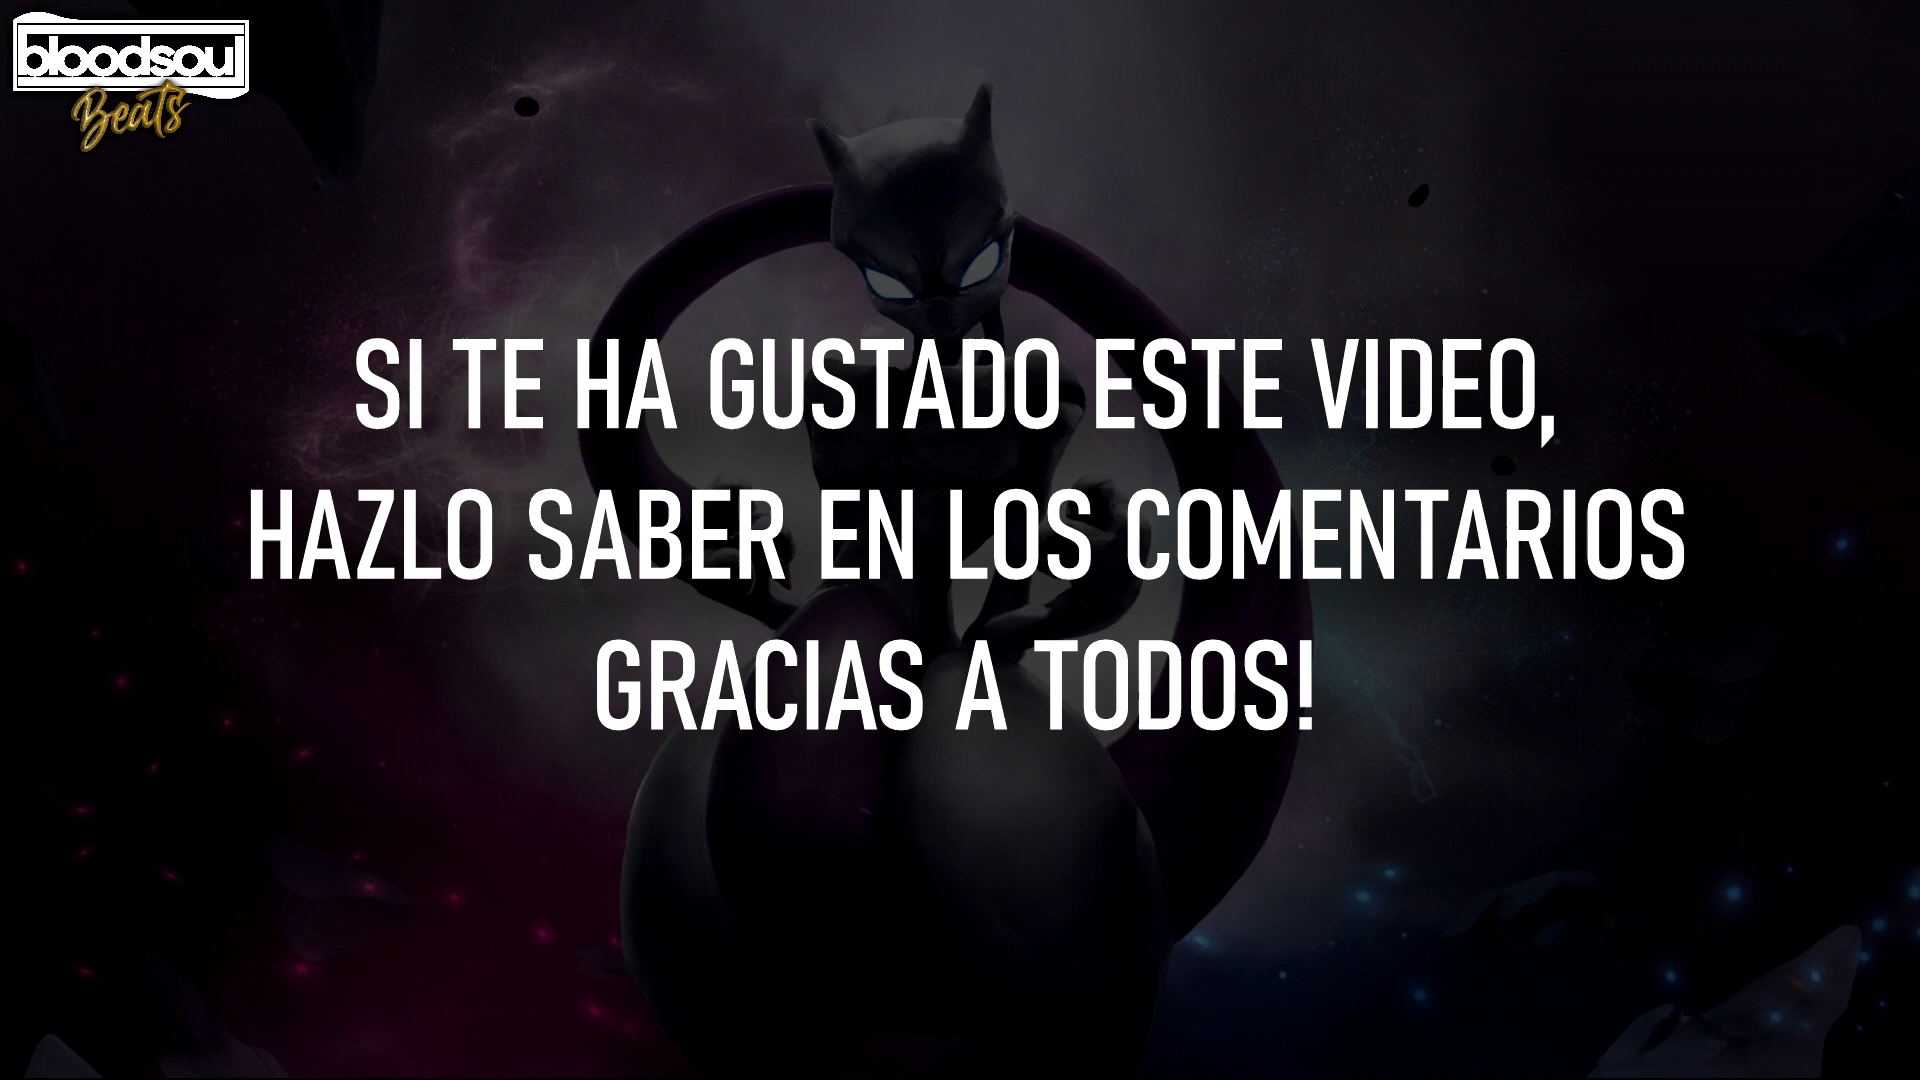 bloodsoul
Beats
SI TE HA GUSTADO ESTE VIDEO,
HAZLO SABER EN LOS COMENTARIOS
GRACIAS A TODOS!